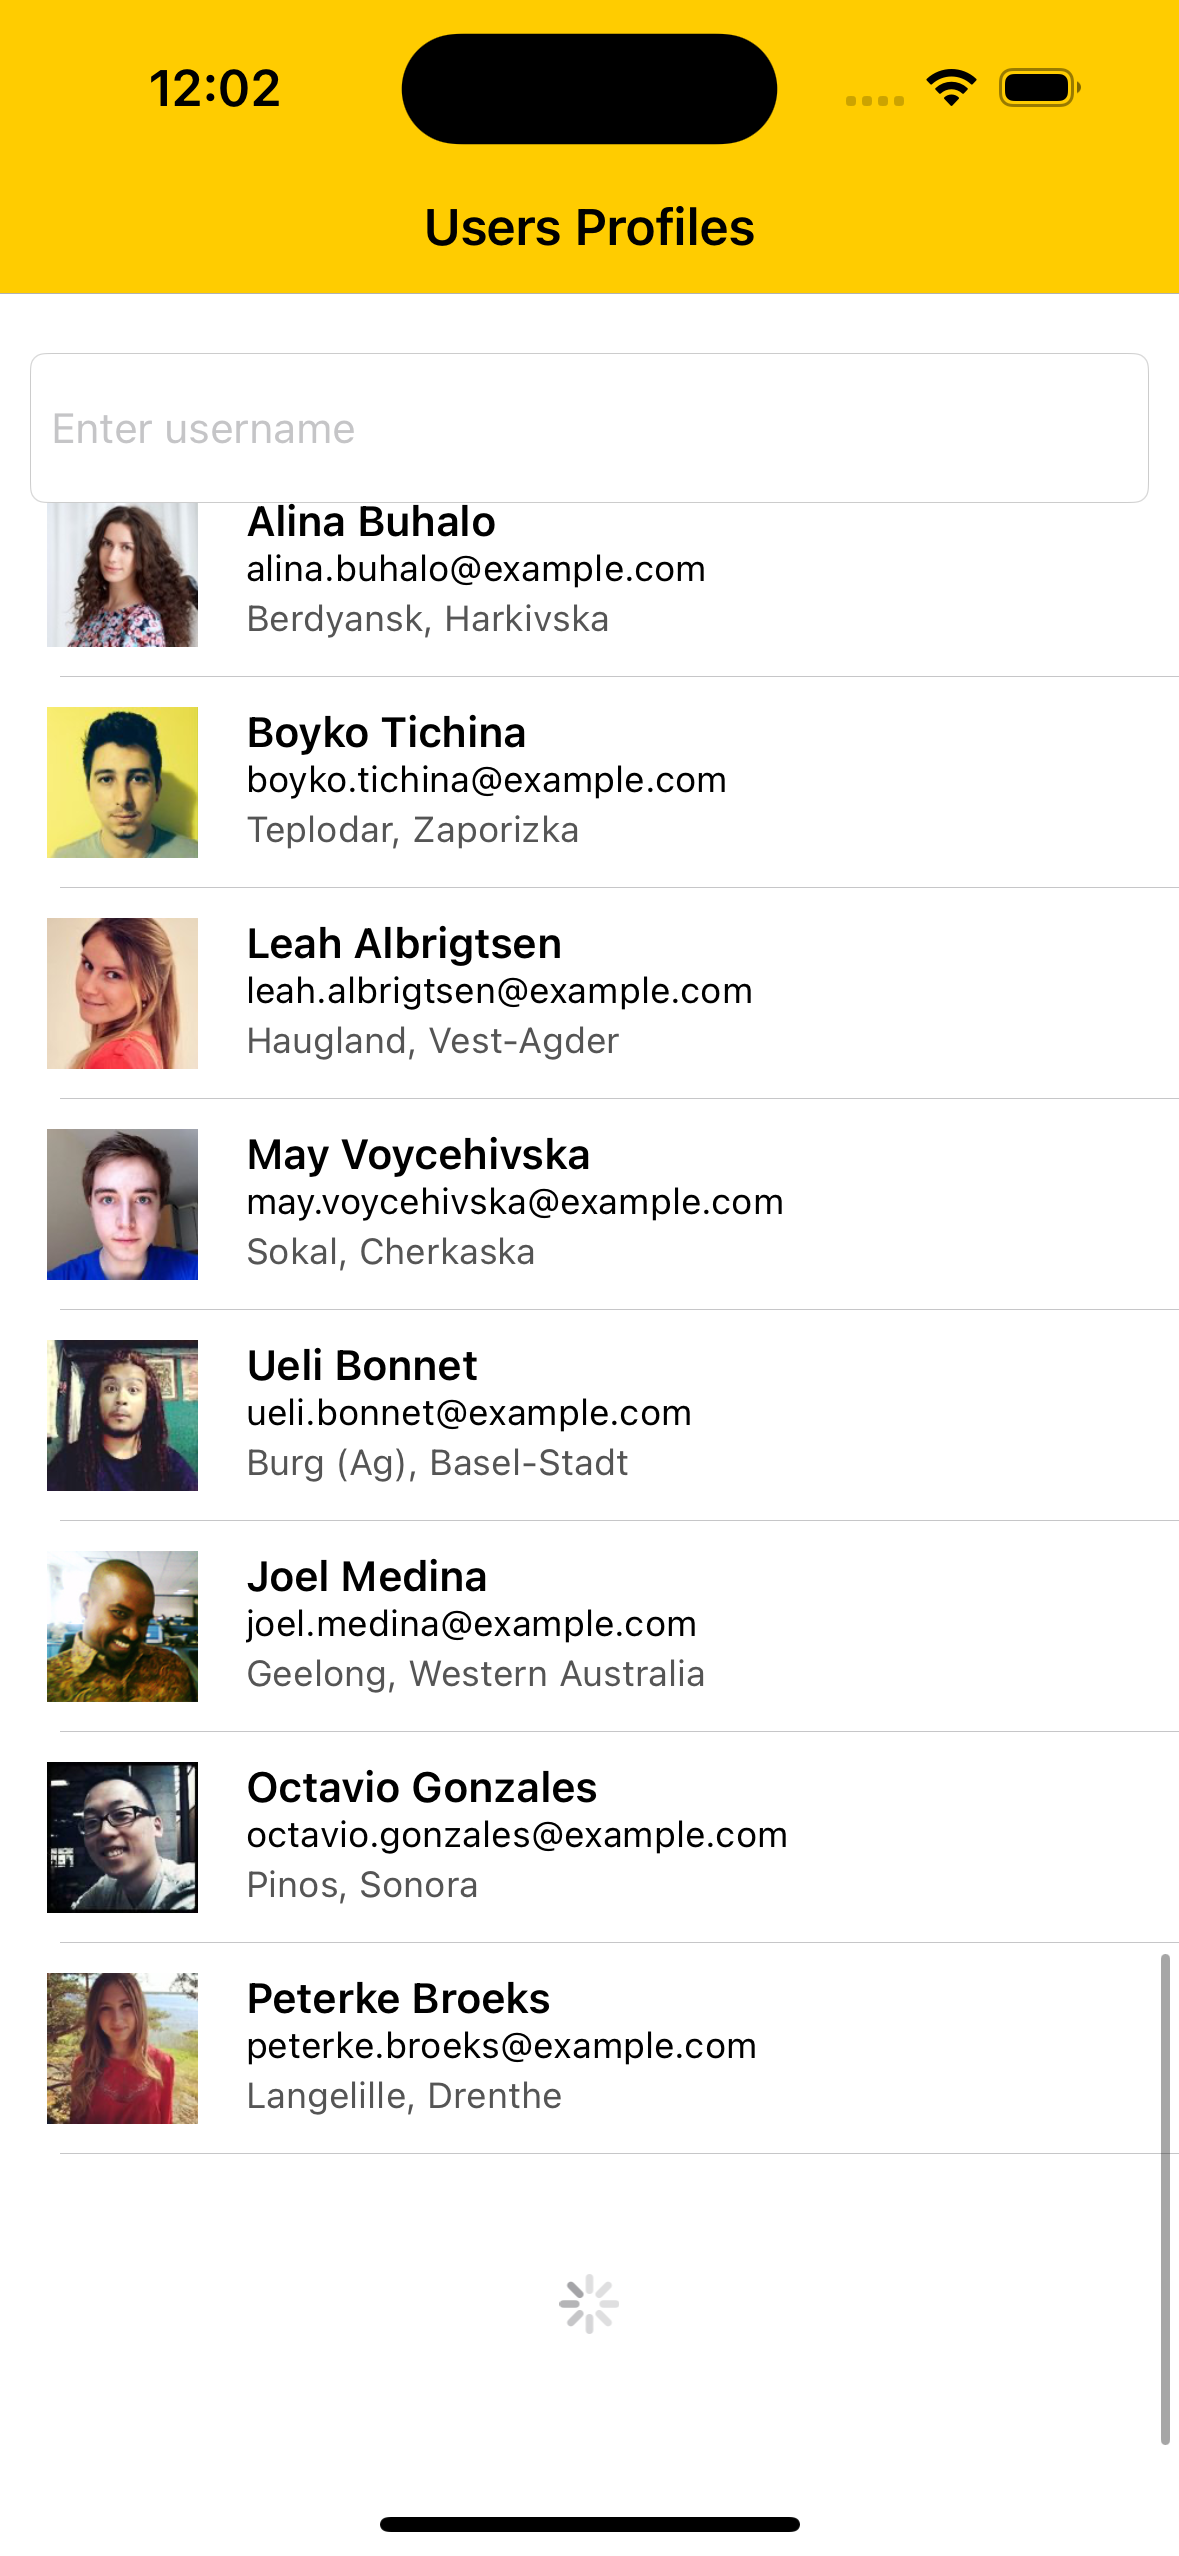 12:02
Users Profiles
Enter username
Alina Buhalo
alina.buhalo@example.com
Berdyansk, Harkivska
Boyko Tichina
boyko.tichina@example.com
Teplodar, Zaporizka
Leah Albrigtsen
leah.albrigtsen@example.com
Haugland, Vest-Agder
May Voycehivska
may.voycehivska@example.com
Sokal, Cherkaska
Ueli Bonnet
ueli.bonnet@example.com
Burg (Ag), Basel-Stadt
Joel Medina
joel.medina@example.com
Geelong, Western Australia
Octavio Gonzales
octavio.gonzales@example.com
Pinos, Sonora
Peterke Broeks
peterke.broeks@example.com
Langelille, Drenthe